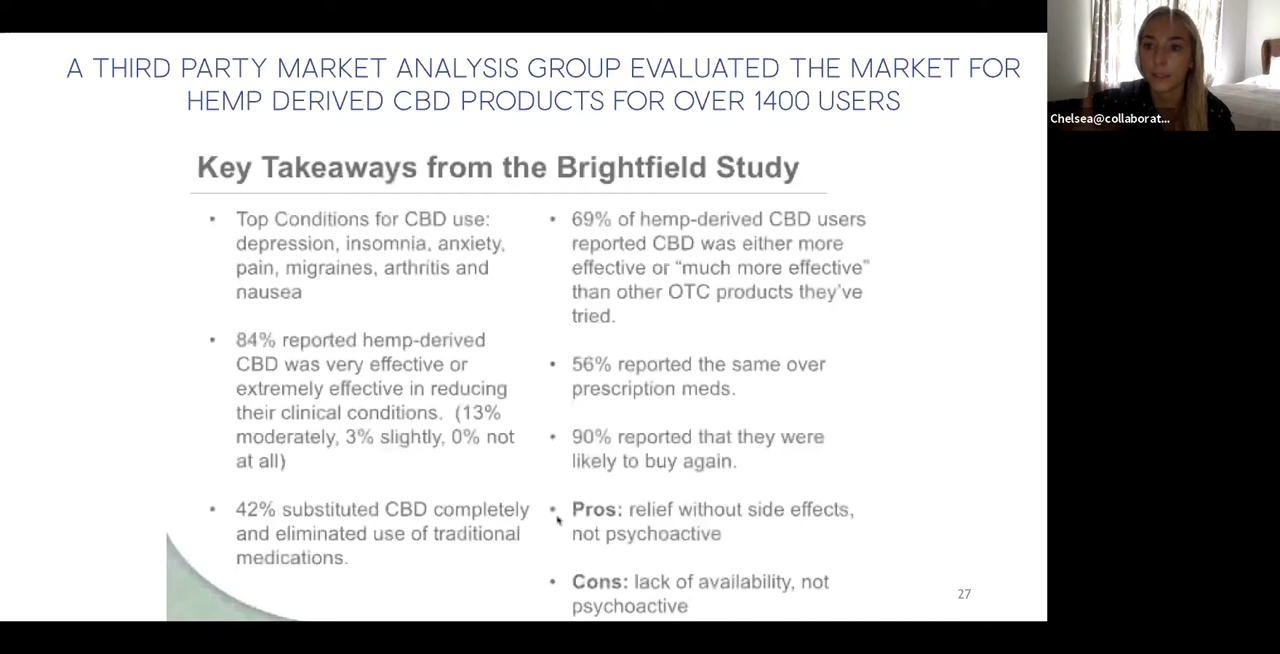 A THIRD PARTY MARKET ANALYSIS GROUP EVALUATED THE MARKET FOR
HEMP DERIVED CBD PRODUCTS FOR OVER 1400 USERS
Chelsea@collaborat...
Key Takeaways from the Brightfield Study
• Top Conditions for CBD use:
depression, insomnia, anxiety,
pain, migraines, arthritis and
nausea
• 84% reported hemp-derived
CBD was very effective or
extremely effective in reducing
their clinical conditions. (13%
moderately, 3% slightly, 0% not
at all)
• 42% substituted CBD completely
and eliminated use of traditional
medications.
• 69% of hemp-derived CBD users
reported CBD was either more
effective or “much more effective”
than other OTC products they’ve
tried.
• 56% reported the same over
prescription meds.
• 90% reported that they were
likely to buy again.
• Pros: relief without side effects,
not psychoactive
• Cons: lack of availability, not
psychoactive
27